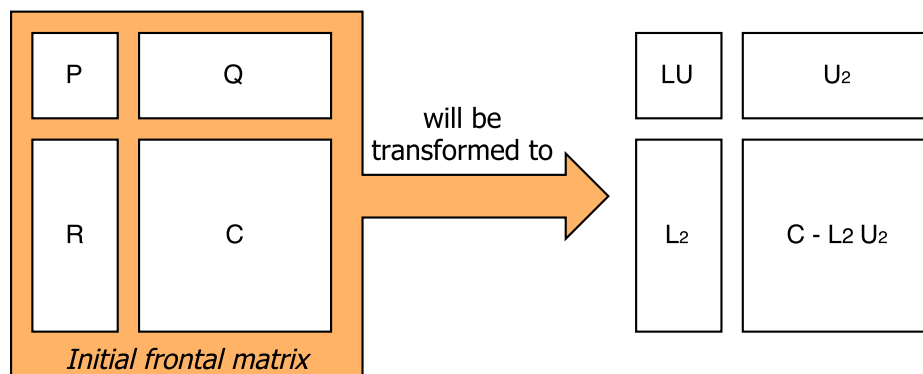 P
Q
R
C
Initial frontal matrix
will be
transformed to
LU
U2
L2
C - L2 U2